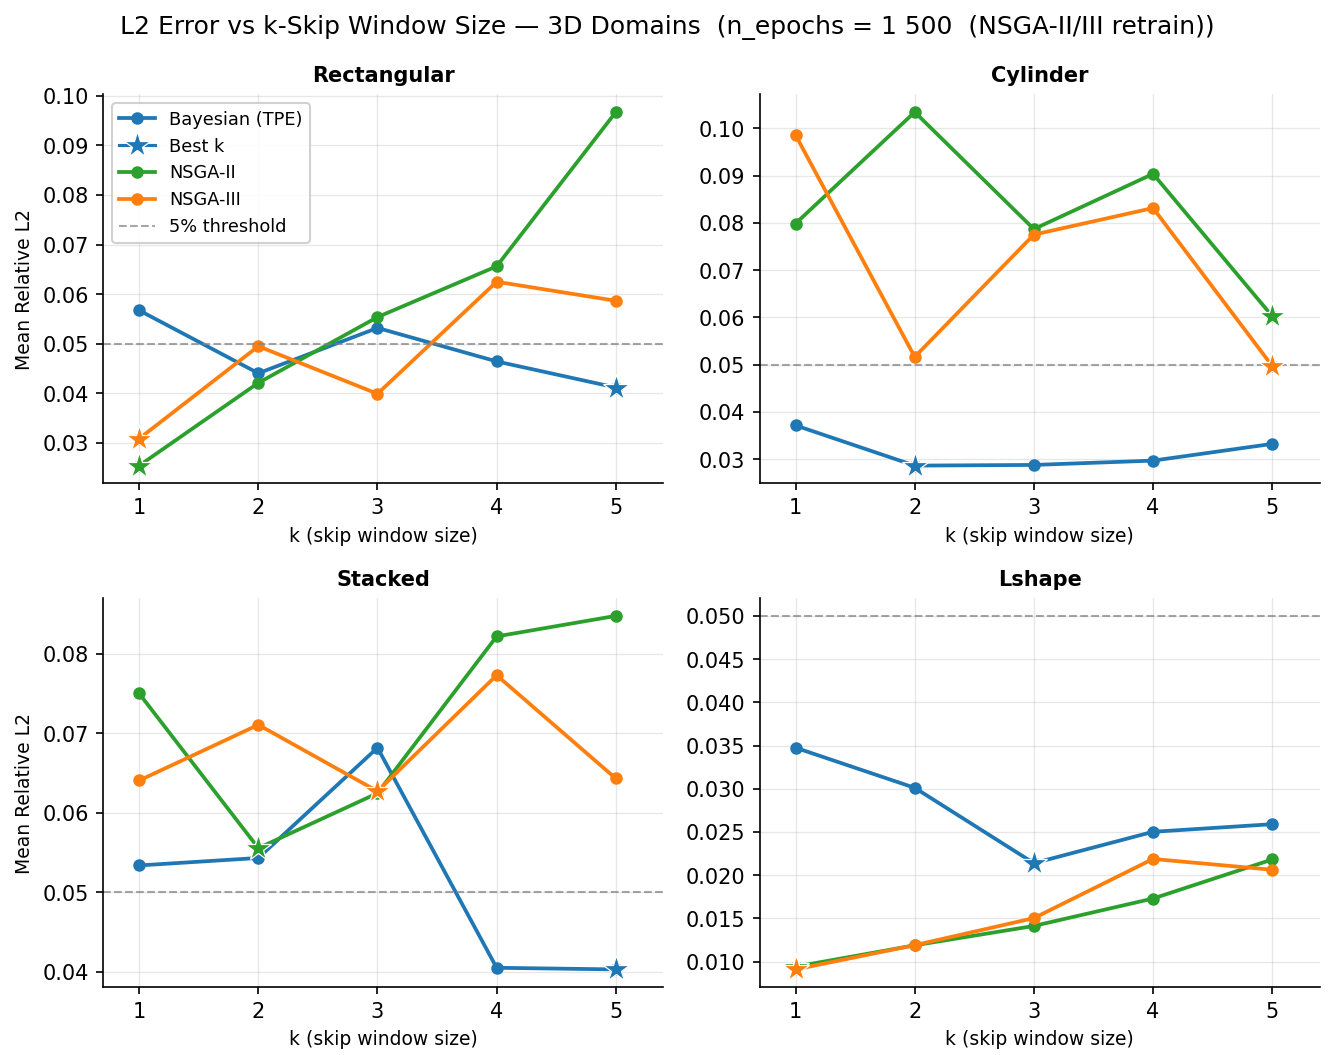 L2 Error vs k-Skip Window Size — 3D Domains  (n_epochs = 1 500  (NSGA-II/III retrain))
Rectangular
Bayesian (TPE)
Best k
NSGA-II
NSGA-III
5% threshold
0.10
0.09
0.08
0.07
0.06
0.05
0.04
0.03
Mean Relative L2
1 2 3 4 5
k (skip window size)
Cylinder
0.10
0.09
0.08
0.07
0.06
0.05
0.04
0.03
1 2 3 4 5
k (skip window size)
Stacked
0.08
0.07
0.06
0.05
0.04
Mean Relative L2
1 2 3 4 5
k (skip window size)
Lshape
0.050
0.045
0.040
0.035
0.030
0.025
0.020
0.015
0.010
1 2 3 4 5
k (skip window size)